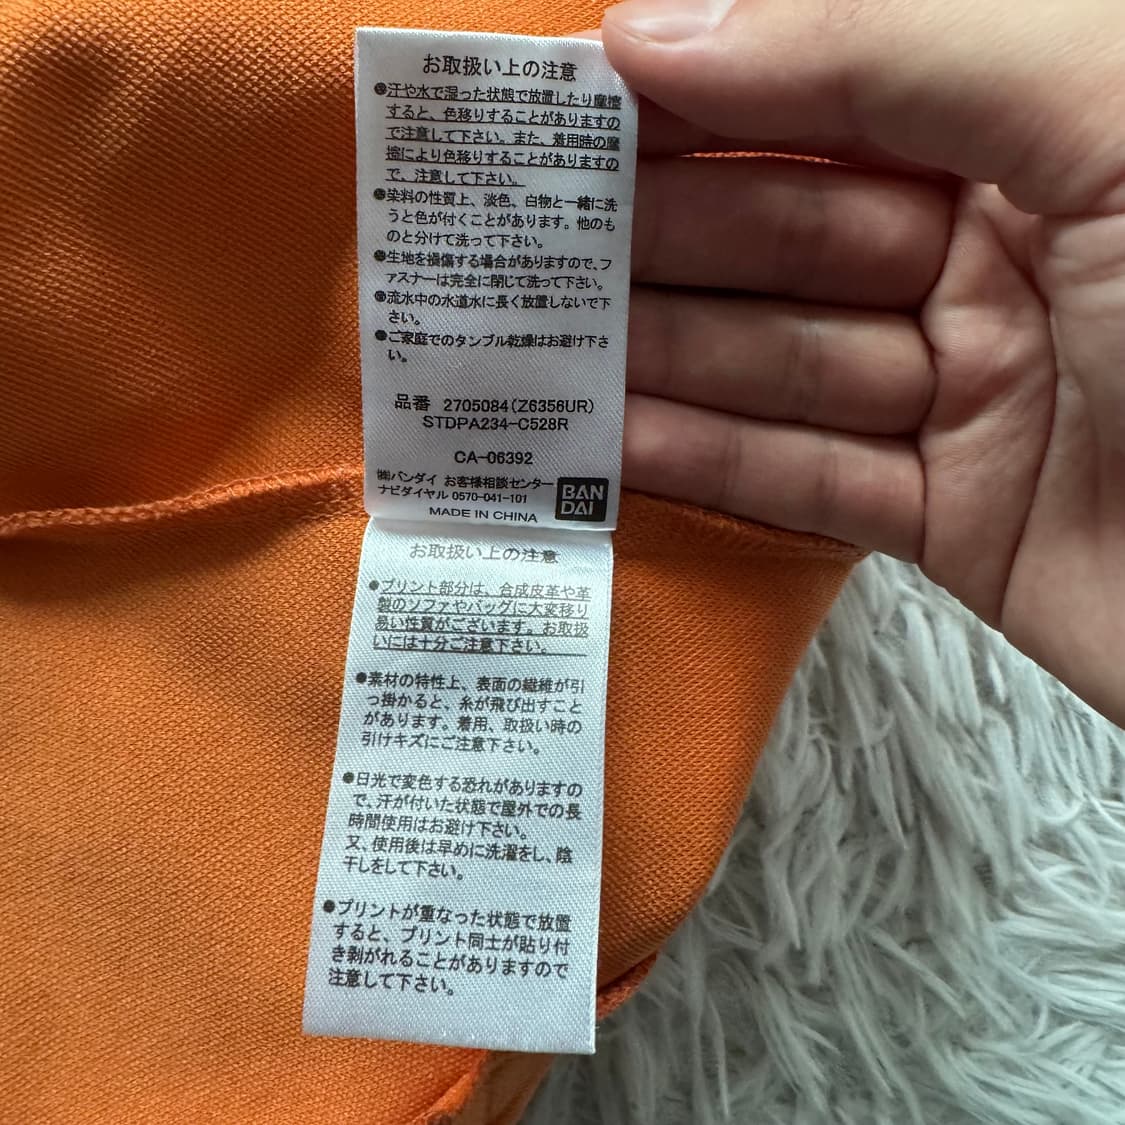 お取扱い上の注意
●汗や水で湿った状態で放置したり摩擦
すると、色移りすることがありますの
で注意して下さい。また、着用時の摩
擦により色移りすることがありますの
で、注意して下さい。
●染料の性質上、淡色、白物と一緒に洗
うと色が付くことがあります。他のも
のと分けて洗って下さい。
●生地を損傷する場合がありますので、フ
ァスナーは完全に閉じて洗って下さい。
●流水中の水道水に長く放置しないで下
さい。
●ご家庭でのタンブル乾燥はお避け下さ
い。
品番 2705084(Z6356UR)
STDPA234-C528R
CA-06392
㈱バンダイ お客様相談センター
ナビダイヤル 0570-041-101
BAN
DAI
MADE IN CHINA
お取扱い上の注意
●プリント部分は、合成皮革や革
製のソファやバッグに大変移り
易い性質がございます。お取扱
いには十分ご注意下さい。
●素材の特性上、表面の繊維が引
っ掛かると、糸が飛び出すこと
があります。着用、取扱い時の
引けキズにご注意下さい。
●日光で変色する恐れがありますの
で、汗が付いた状態で屋外での長
時間使用はお避け下さい。
又、使用後は早めに洗濯をし、陰
干しをして下さい。
●プリントが重なった状態で放置
すると、プリント同士が貼り付
き剥がれることがありますので
注意して下さい。